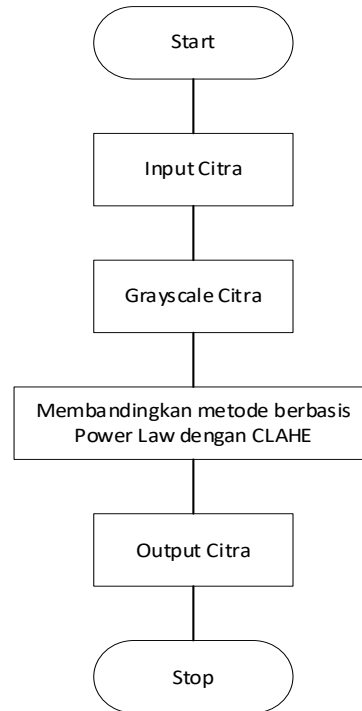 Start
Input Citra
Grayscale Citra
Membandingkan metode berbasis
Power Law dengan CLAHE
Output Citra
Stop